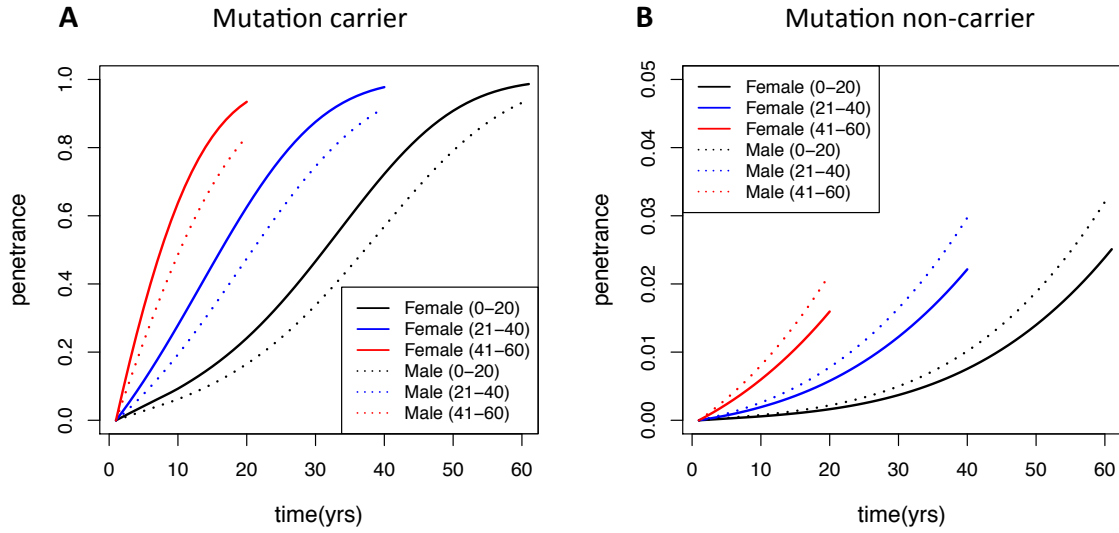 A Mutation carrier
penetrance
1.0
0.8
0.6
0.4
0.2
0.0
Female (0–20)
Female (21–40)
Female (41–60)
Male (0–20)
Male (21–40)
Male (41–60)
0 10 20 30 40 50 60
time(yrs)
B Mutation non-carrier
penetrance
0.05
0.04
0.03
0.02
0.01
0.00
Female (0–20)
Female (21–40)
Female (41–60)
Male (0–20)
Male (21–40)
Male (41–60)
0 10 20 30 40 50 60
time(yrs)